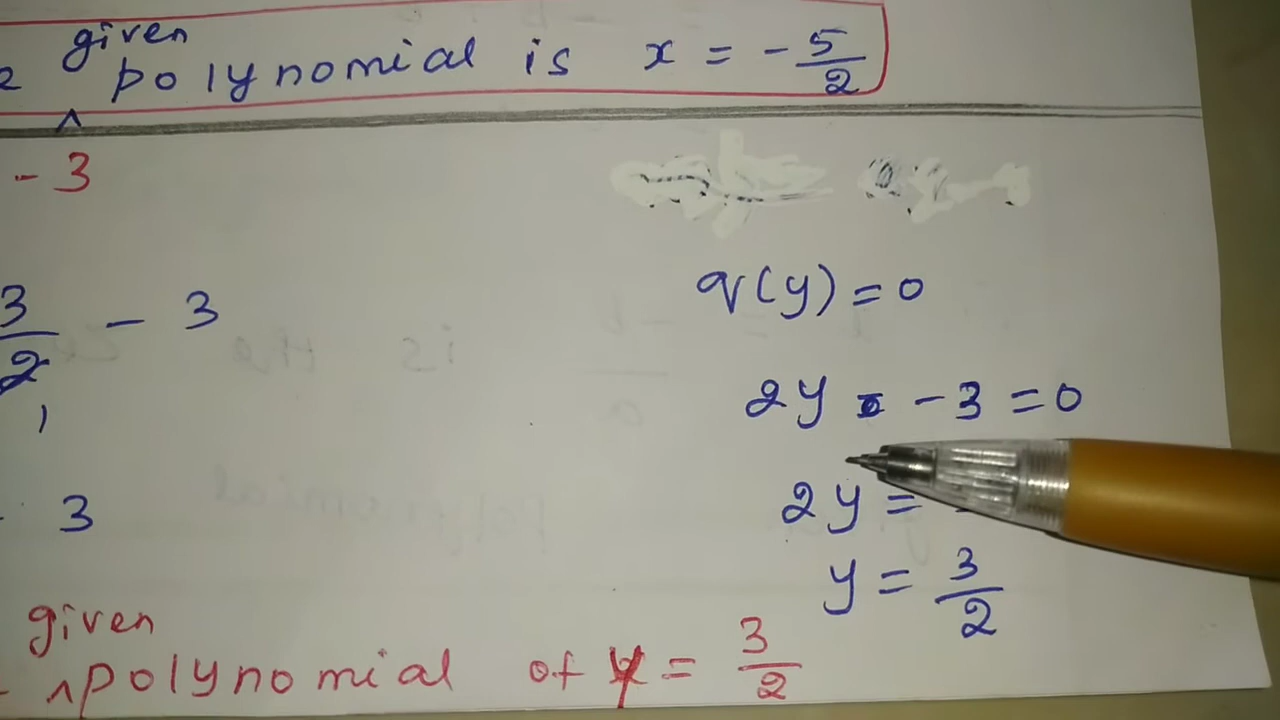 given
polynomial is x = -5/2
^
- 3
3/2 - 3
q(y) = 0
2y - 3 = 0
1
2y =
3
y = 3/2
given
^polynomial of y = 3/2